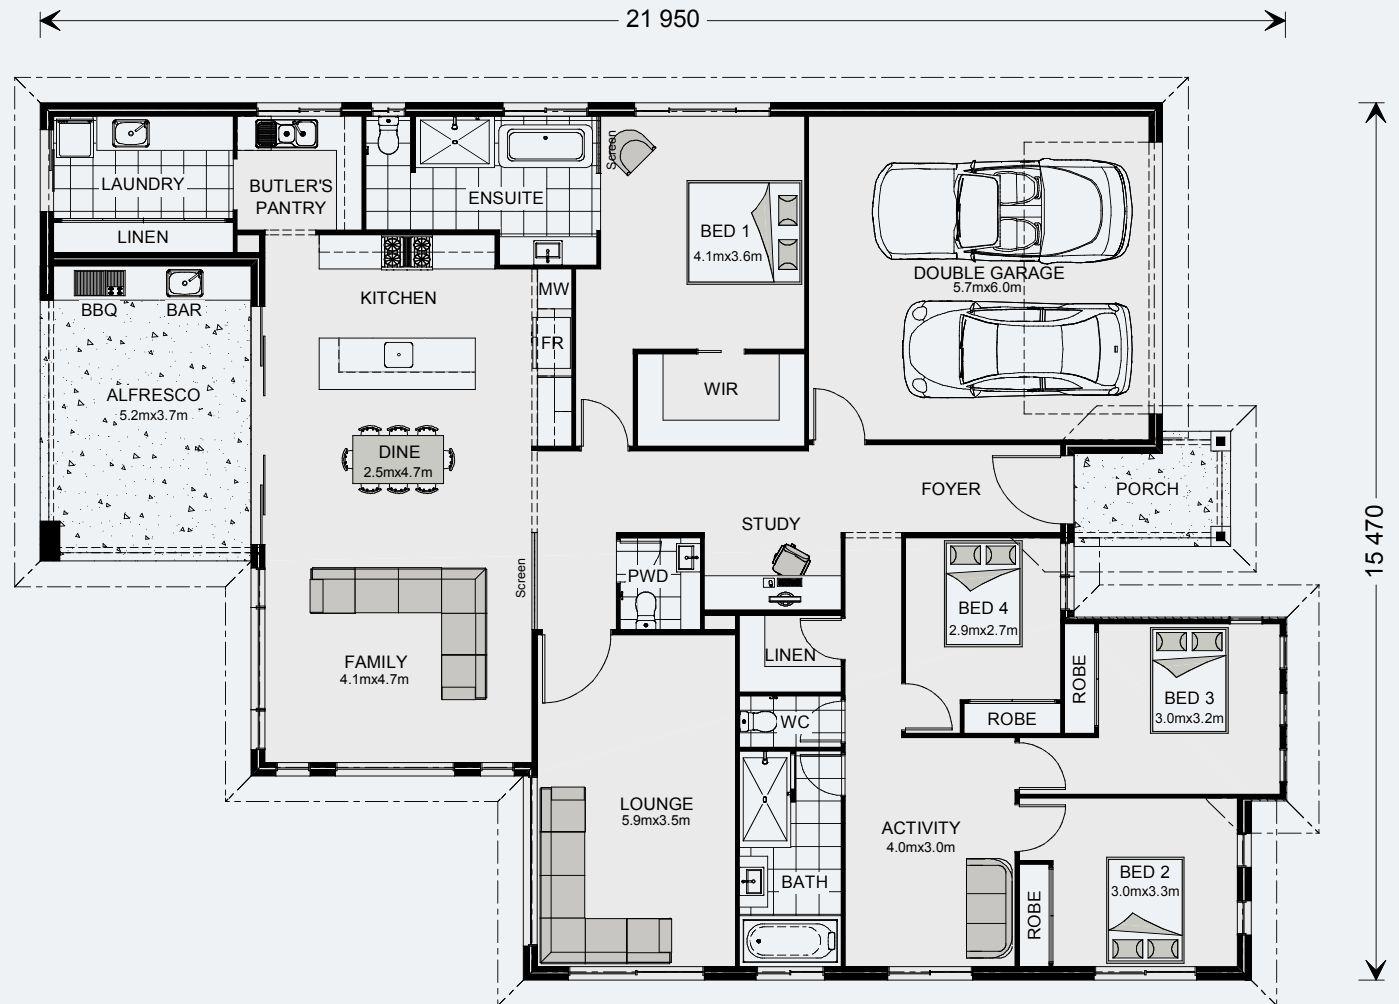 21 950
LAUNDRY
LINEN
BUTLER'S
PANTRY
ENSUITE
Screen
BED 1
4.1mx3.6m
DOUBLE GARAGE
5.7mx6.0m
BBQ
BAR
KITCHEN
MW
FR
WIR
ALFRESCO
5.2mx3.7m
DINE
2.5mx4.7m
FOYER
PORCH
STUDY
15 470
Screen
PWD
BED 4
2.9mx2.7m
LINEN
FAMILY
4.1mx4.7m
ROBE
ROBE
BED 3
3.0mx3.2m
WC
LOUNGE
5.9mx3.5m
ACTIVITY
4.0mx3.0m
BATH
BED 2
3.0mx3.3m
ROBE